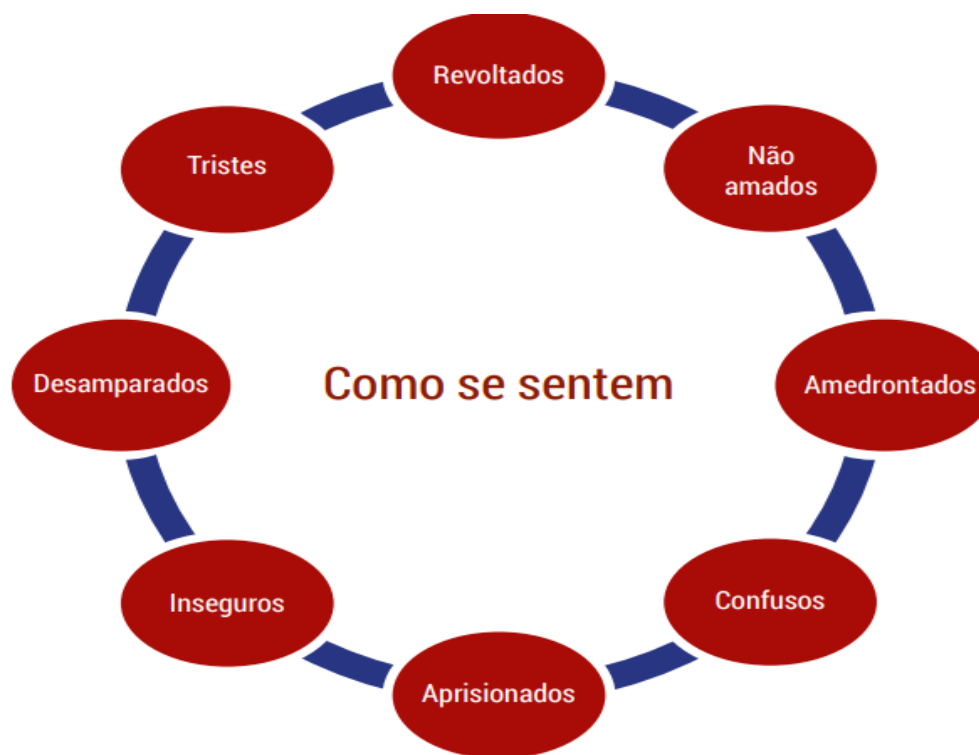 Revoltados
Não
amados
Tristes
Desamparados
Como se sentem
Amedrontados
Inseguros
Confusos
Aprisionados